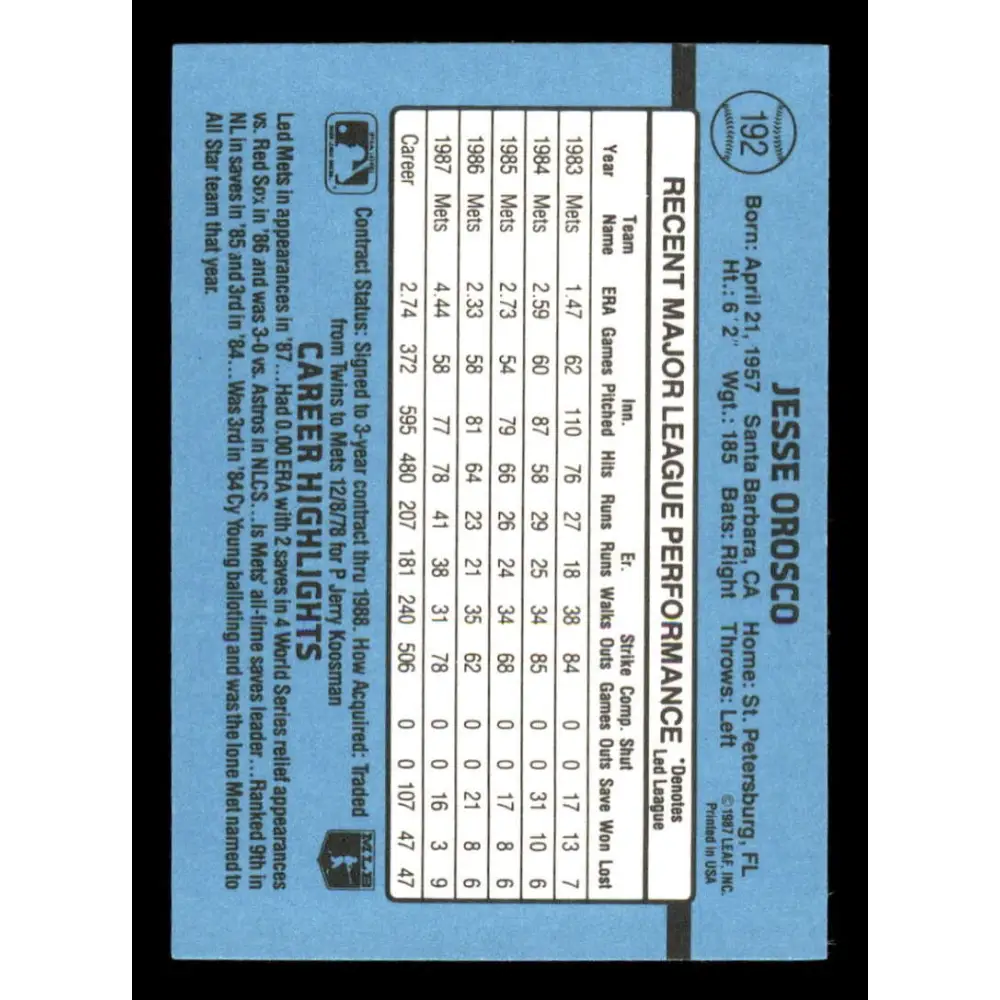 192
JESSE OROSCO
Born: April 21, 1957 Santa Barbara, CA Home: St. Petersburg, FL
Ht.: 6'2" Wgt.: 185 Bats: Right Throws: Left
©1987 LEAF, INC.
Printed in USA
RECENT MAJOR LEAGUE PERFORMANCE
*Denotes
Led League
Team Inn. Er. Strike Comp. Shut
Year Name ERA Games Pitched Hits Runs Runs Walks Outs Games Outs Save Won Lost
1983 Mets 1.47 62 110 76 27 18 38 84 0 0 17 13 7
1984 Mets 2.59 60 87 58 29 25 34 85 0 0 31 10 6
1985 Mets 2.73 54 79 66 26 24 34 68 0 0 17 8 6
1986 Mets 2.33 58 81 64 23 21 35 62 0 0 21 8 6
1987 Mets 4.44 58 77 78 41 38 31 78 0 0 16 3 9
Career 2.74 372 595 480 207 181 240 506 0 0 107 47 47
Contract Status: Signed to 3-year contract thru 1988. How Acquired: Traded
from Twins to Mets 12/8/78 for P Jerry Koosman
MLB
CAREER HIGHLIGHTS
Led Mets in appearances in '87...Had 0.00 ERA with 2 saves in 4 World Series relief appearances
vs. Red Sox in '86 and was 3-0 vs. Astros in NLCS...Is Mets' all-time saves leader...Ranked 9th in
NL in saves in '85 and 3rd in '84...Was 3rd in '84 Cy Young balloting and was the lone Met named to
All Star team that year.